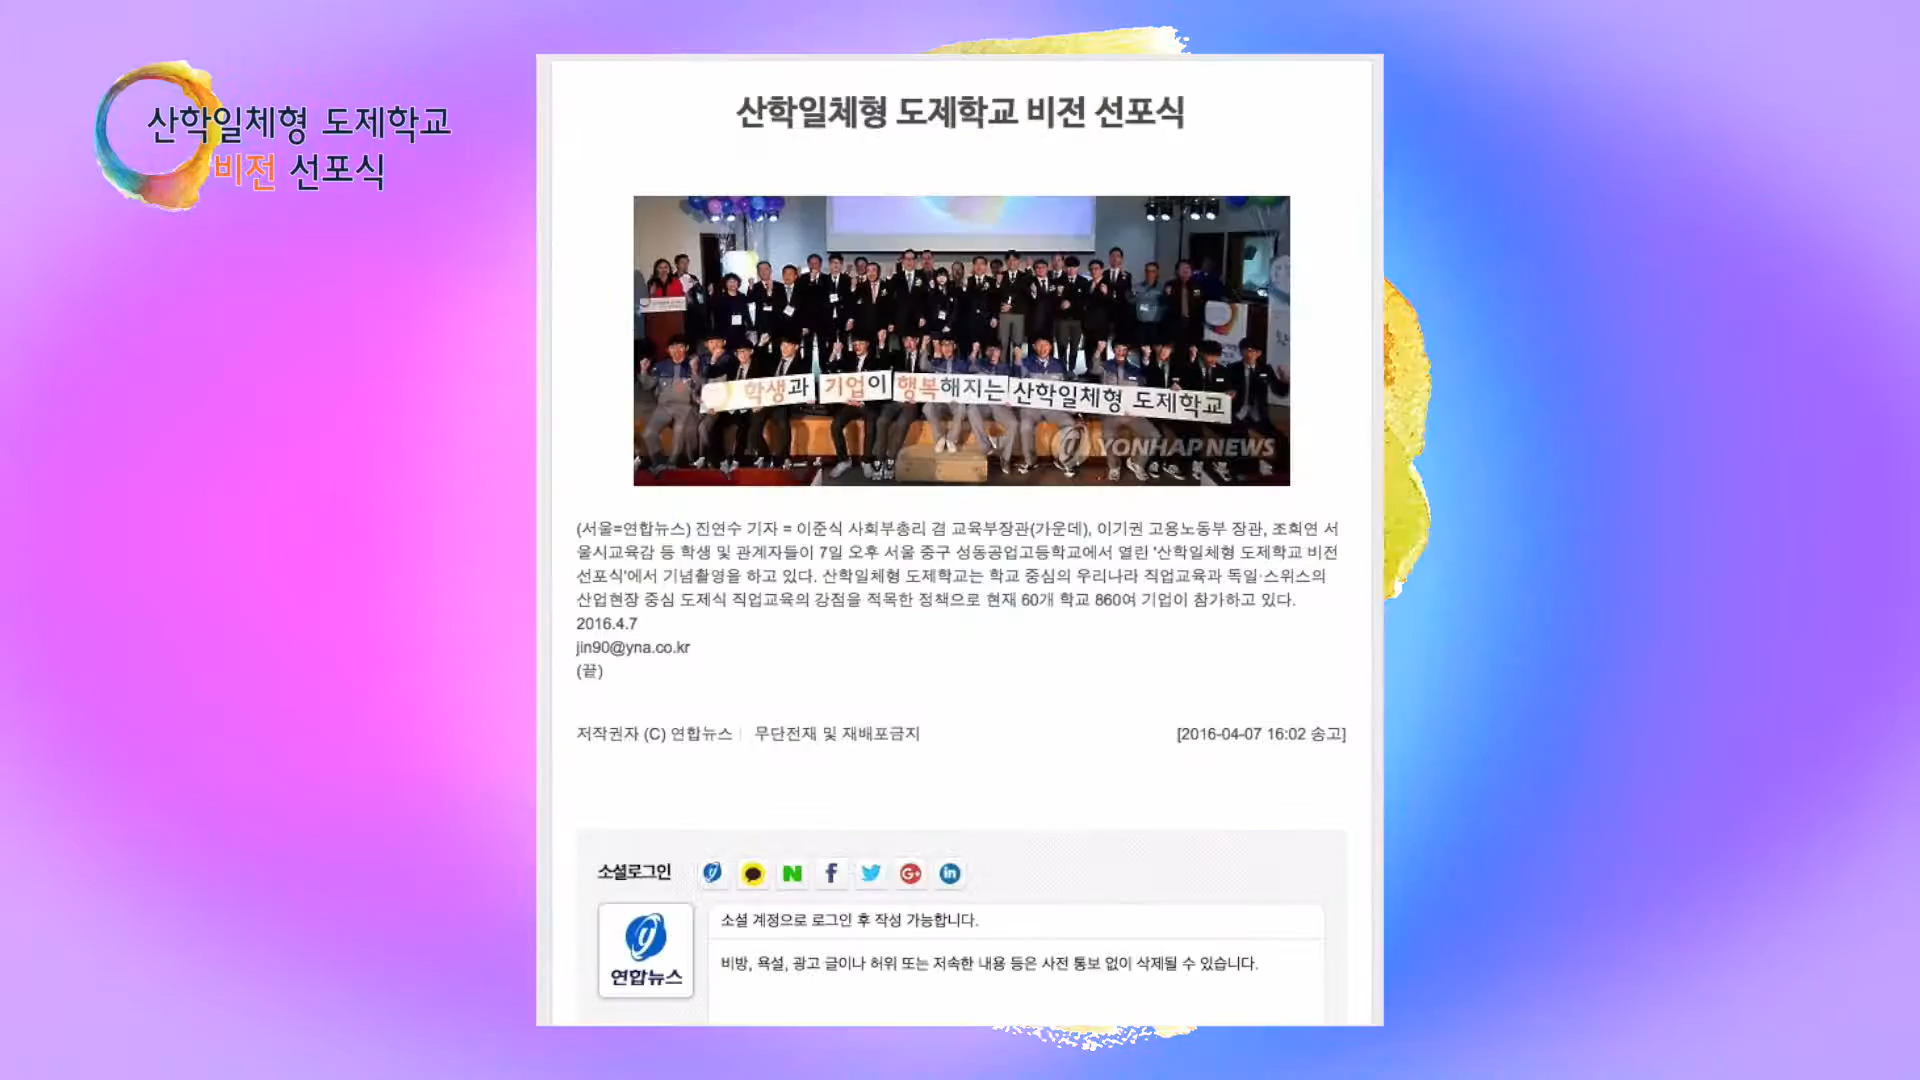 산학일체형 도제학교
비전 선포식
산학일체형 도제학교 비전 선포식
학생과 기업이 행복해지는 산학일체형 도제학교
YONHAP NEWS
(서울=연합뉴스) 진연수 기자 = 이준식 사회부총리 겸 교육부장관(가운데), 이기권 고용노동부 장관, 조희연 서
울시교육감 등 학생 및 관계자들이 7일 오후 서울 중구 성동공업고등학교에서 열린 '산학일체형 도제학교 비전
선포식'에서 기념촬영을 하고 있다. 산학일체형 도제학교는 학교 중심의 우리나라 직업교육과 독일·스위스의
산업현장 중심 도제식 직업교육의 강점을 적목한 정책으로 현재 60개 학교 860여 기업이 참가하고 있다.
2016.4.7
jin90@yna.co.kr
(끝)
저작권자 (C) 연합뉴스 무단전재 및 재배포금지
[2016-04-07 16:02 송고]
소셜로그인
연합뉴스
소셜 계정으로 로그인 후 작성 가능합니다.
비방, 욕설, 광고 글이나 허위 또는 저속한 내용 등은 사전 통보 없이 삭제될 수 있습니다.